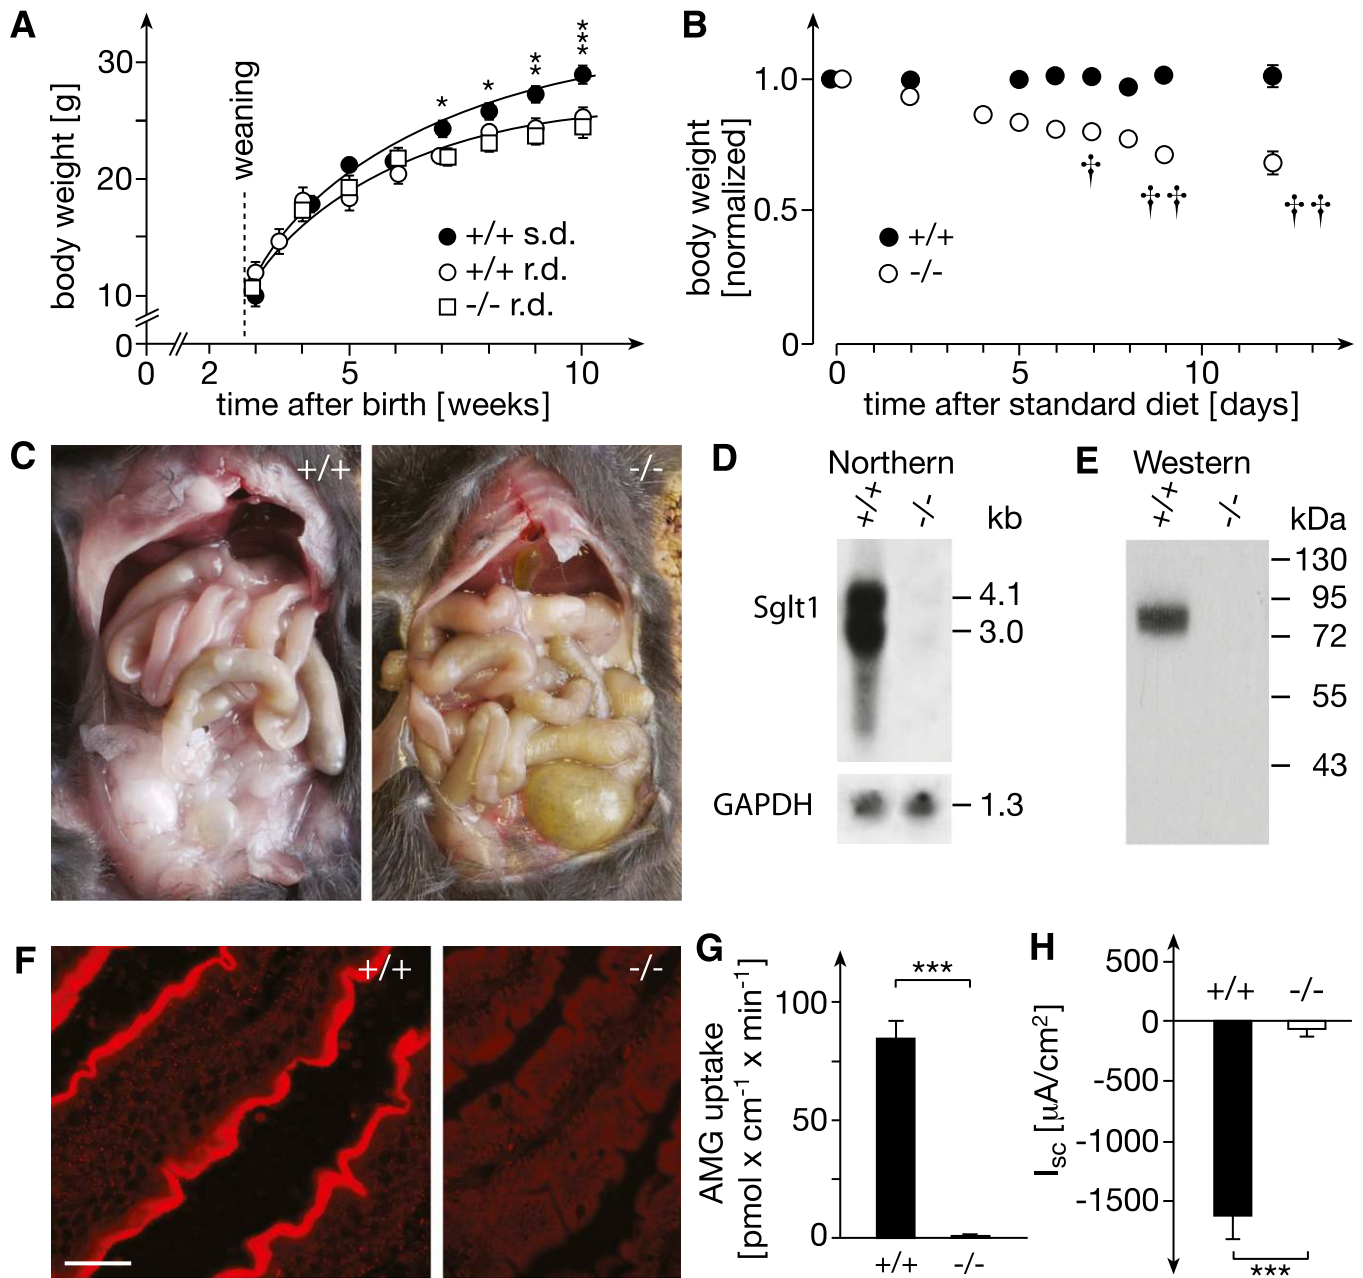 A
body weight [g]
30
20
10
0
weaning
*
*
**
***
+/+ s.d.
+/+ r.d.
-/- r.d.
0 2 5 10
time after birth [weeks]
B
body weight
[normalized]
1.0
0.5
0
†
††
††
+/+
-/-
0 5 10
time after standard diet [days]
C
+/+
-/-
D
Northern
+/+ -/- kb
Sglt1
4.1
3.0
GAPDH
1.3
E
Western
+/+ -/- kDa
130
95
72
55
43
F
+/+
-/-
G
AMG uptake
[pmol x cm⁻¹ x min⁻¹]
100
50
0
***
+/+ -/-
H
Isc [µA/cm²]
500
0
-500
-1000
-1500
+/+ -/-
***